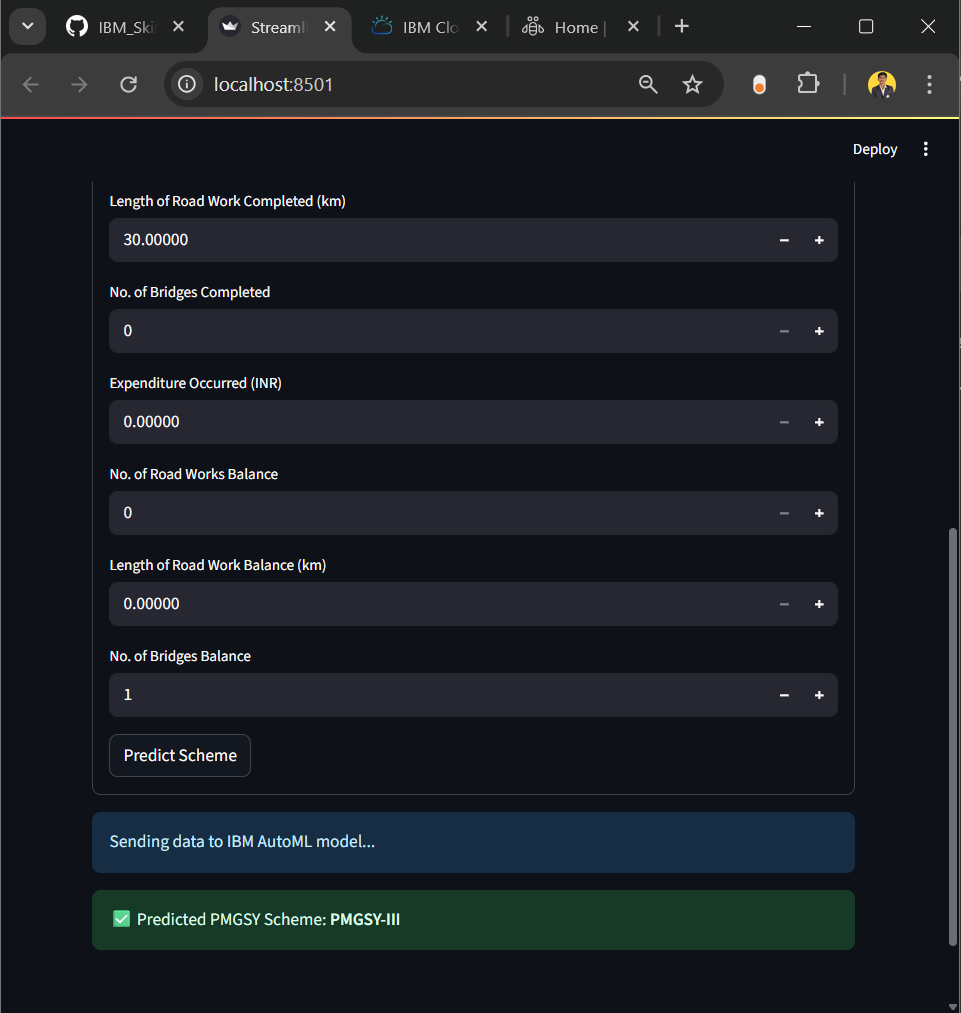 IBM_Ski
Streaml
IBM Clo
Home |
localhost:8501
Deploy
Length of Road Work Completed (km)
30.00000
No. of Bridges Completed
0
Expenditure Occurred (INR)
0.00000
No. of Road Works Balance
0
Length of Road Work Balance (km)
0.00000
No. of Bridges Balance
1
Predict Scheme
Sending data to IBM AutoML model...
✅ Predicted PMGSY Scheme: PMGSY-III